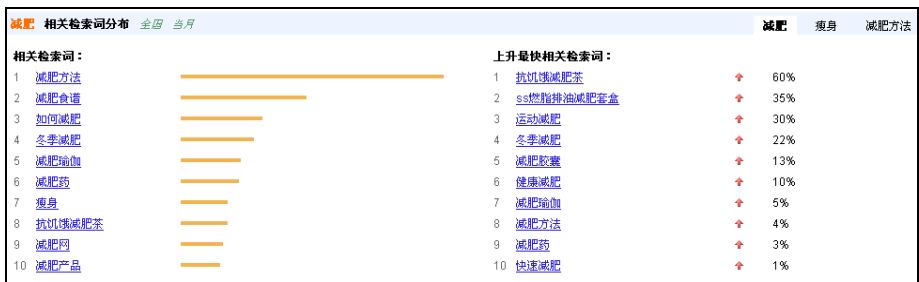 减肥 相关检索词分布 全国 当月 减肥 瘦身 减肥方法
相关检索词：
1 减肥方法
2 减肥食谱
3 如何减肥
4 冬季减肥
5 减肥瑜伽
6 减肥药
7 瘦身
8 抗饥饿减肥茶
9 减肥网
10 减肥产品
上升最快相关检索词：
1 抗饥饿减肥茶 60%
2 ss燃脂排油减肥套盒 35%
3 运动减肥 30%
4 冬季减肥 22%
5 减肥胶囊 13%
6 健康减肥 10%
7 减肥瑜伽 5%
8 减肥方法 4%
9 减肥药 3%
10 快速减肥 1%